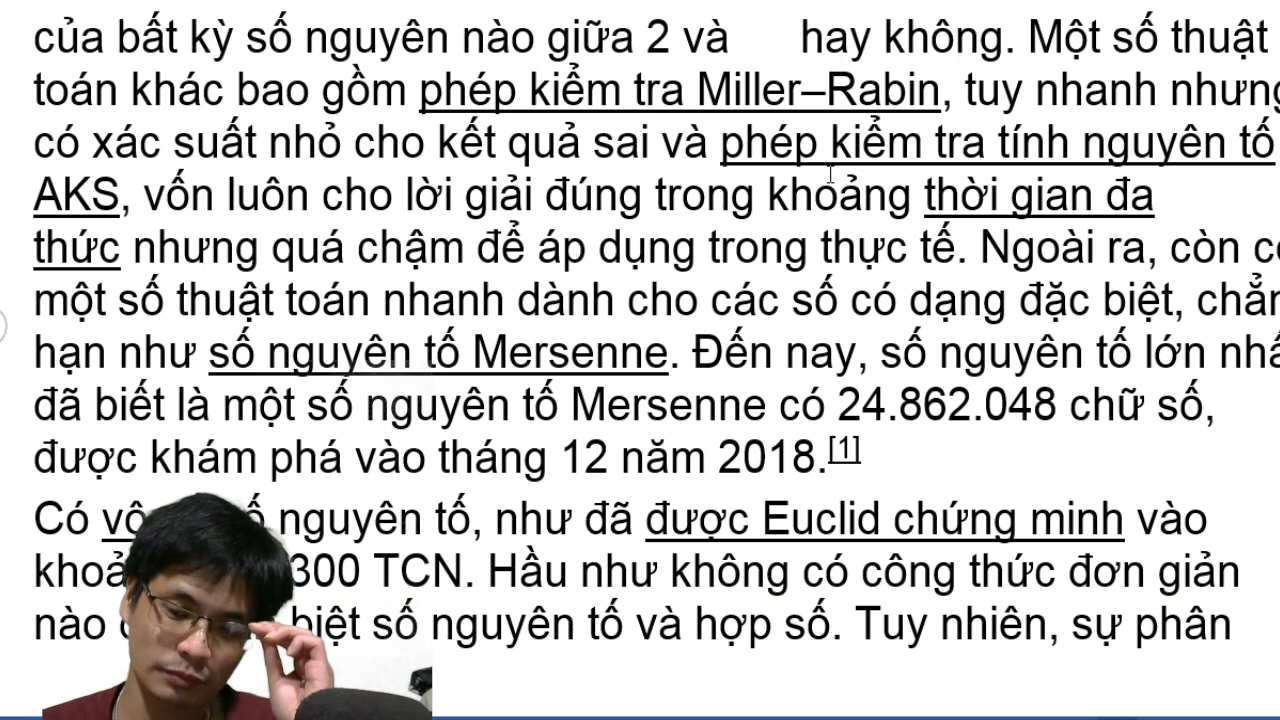 của bất kỳ số nguyên nào giữa 2 và hay không. Một số thuật
toán khác bao gồm phép kiểm tra Miller–Rabin, tuy nhanh nhưng
có xác suất nhỏ cho kết quả sai và phép kiểm tra tính nguyên tố
AKS, vốn luôn cho lời giải đúng trong khoảng thời gian đa
thức nhưng quá chậm để áp dụng trong thực tế. Ngoài ra, còn
một số thuật toán nhanh dành cho các số có dạng đặc biệt,
hạn như số nguyên tố Mersenne. Đến nay, số nguyên tố lớn
đã biết là một số nguyên tố Mersenne có 24.862.048 chữ số,
được khám phá vào tháng 12 năm 2018.[1]
Có nguyên tố, như đã được Euclid chứng minh vào
300 TCN. Hầu như không có công thức đơn giản
nào biệt số nguyên tố và hợp số. Tuy nhiên, sự phân